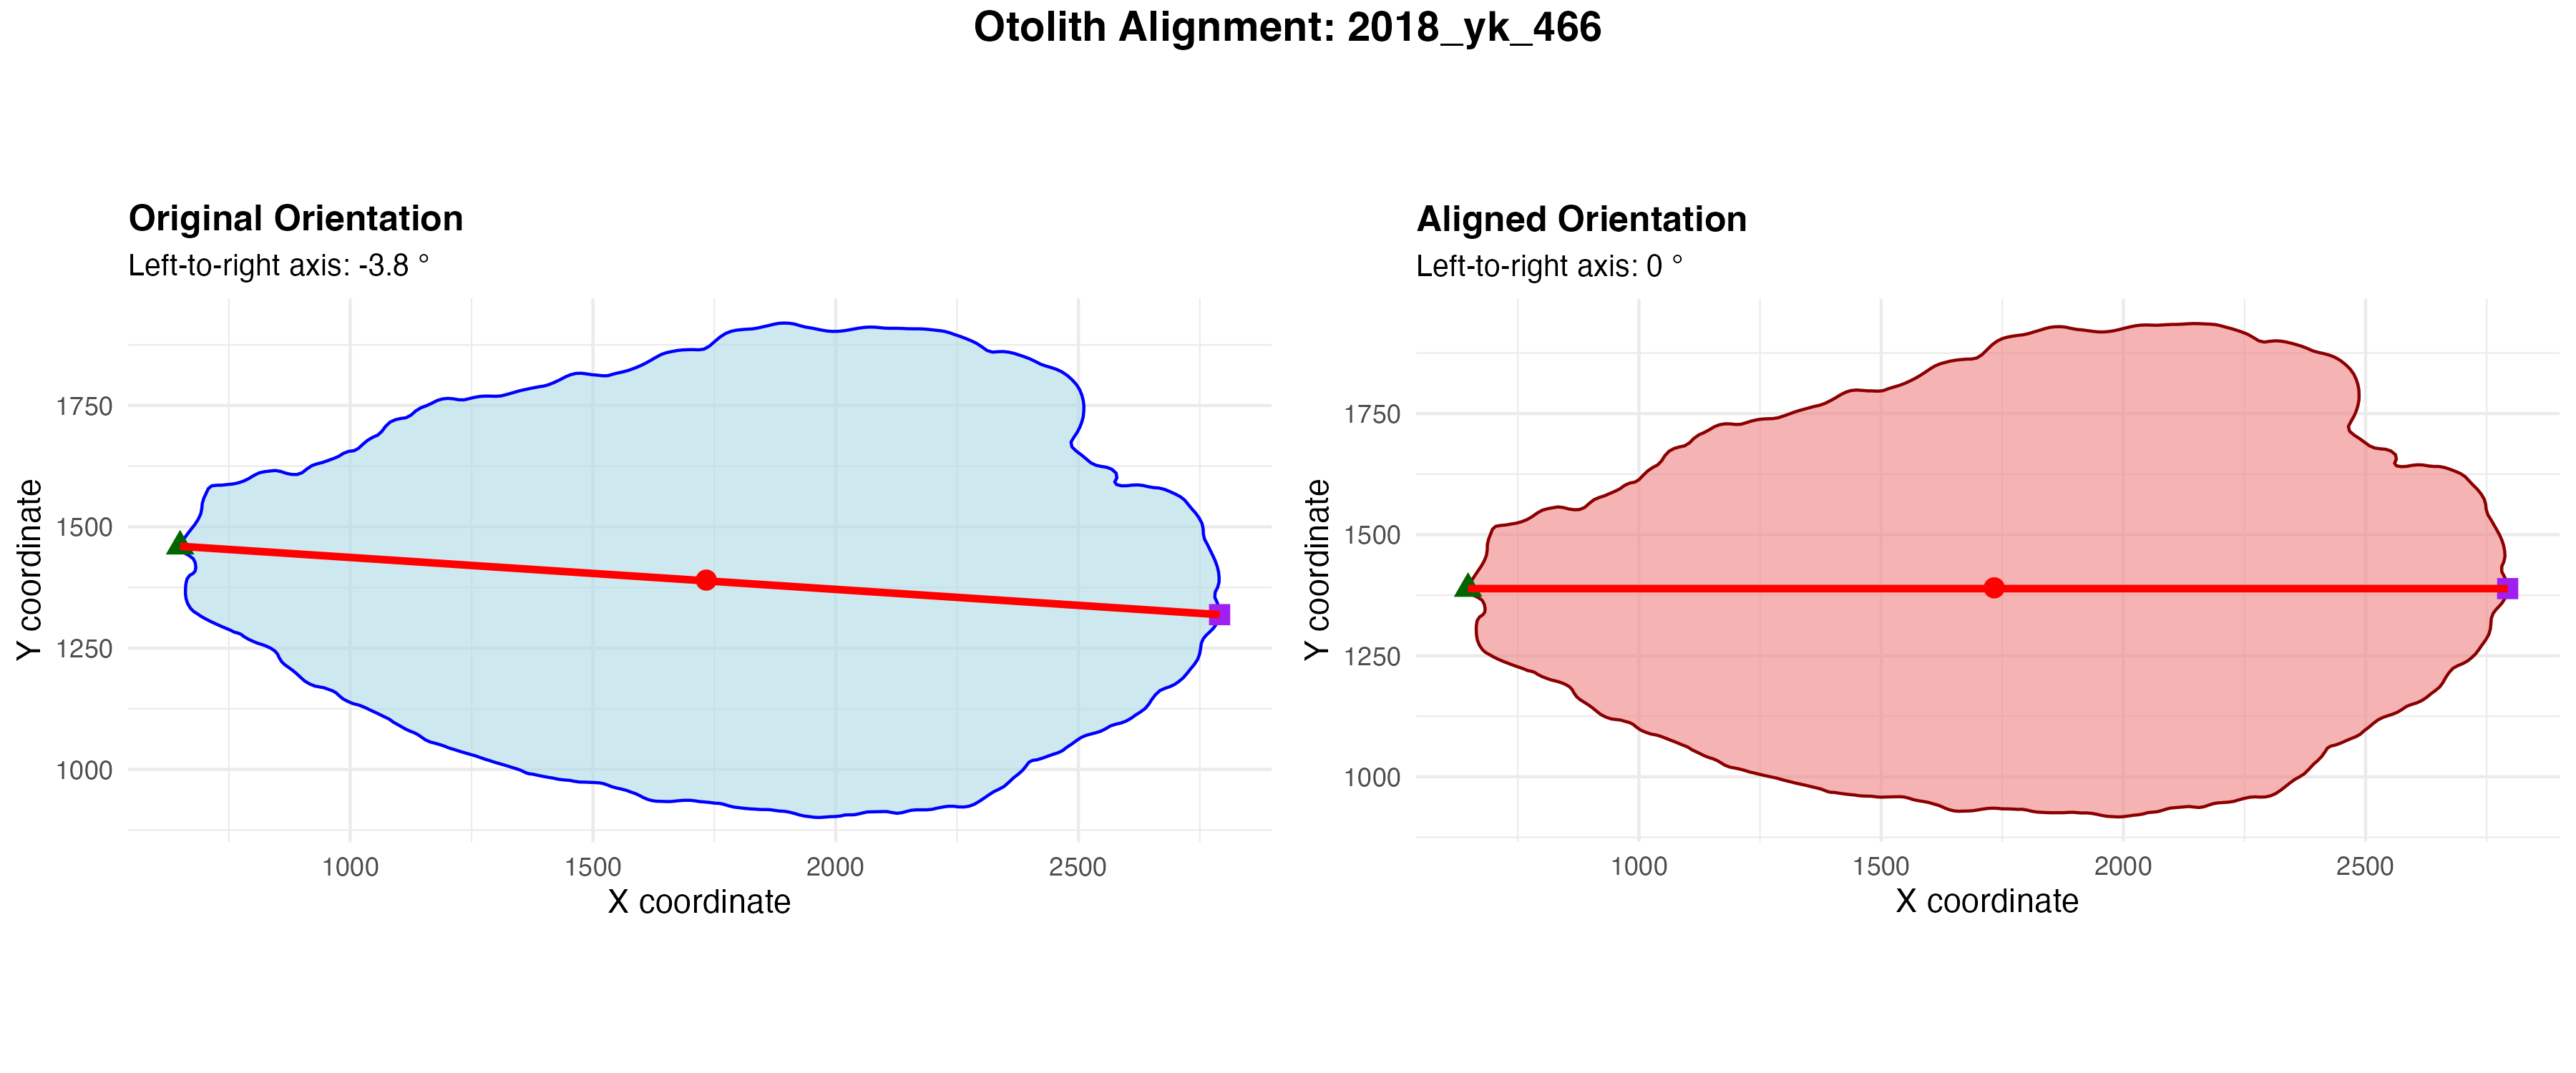 Otolith Alignment: 2018_yk_466
Original Orientation
Left-to-right axis: -3.8 °
1750
1500
1250
1000
Y coordinate
1000 1500 2000 2500
X coordinate
Aligned Orientation
Left-to-right axis: 0 °
1750
1500
1250
1000
Y coordinate
1000 1500 2000 2500
X coordinate